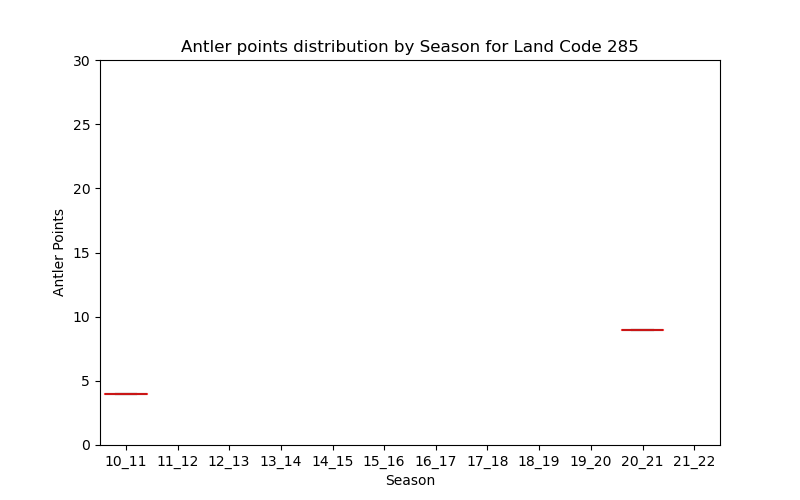 Antler points distribution by Season for Land Code 285
30
25
20
15
10
5
0
Antler Points
10_11 11_12 12_13 13_14 14_15 15_16 16_17 17_18 18_19 19_20 20_21 21_22
Season